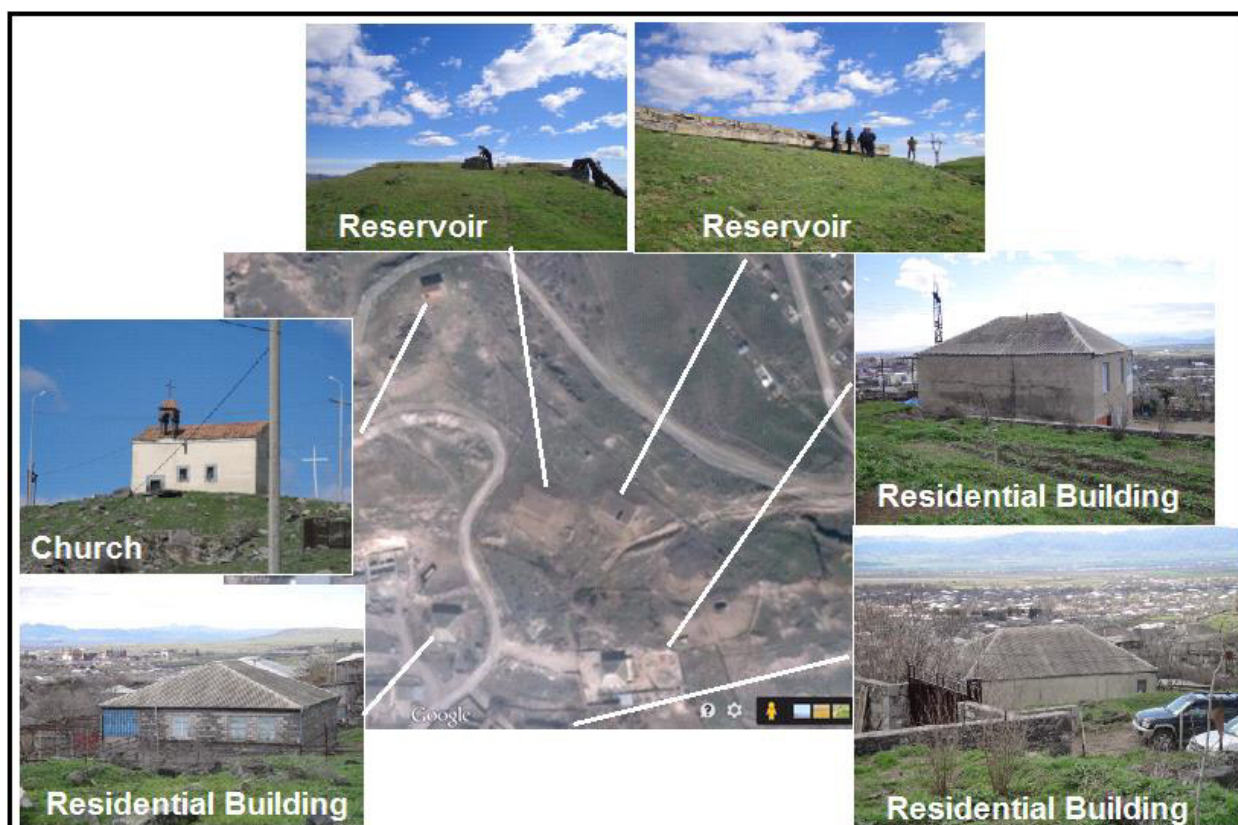 Reservoir
Reservoir
Church
Residential Building
Residential Building
Residential Building
Google
?